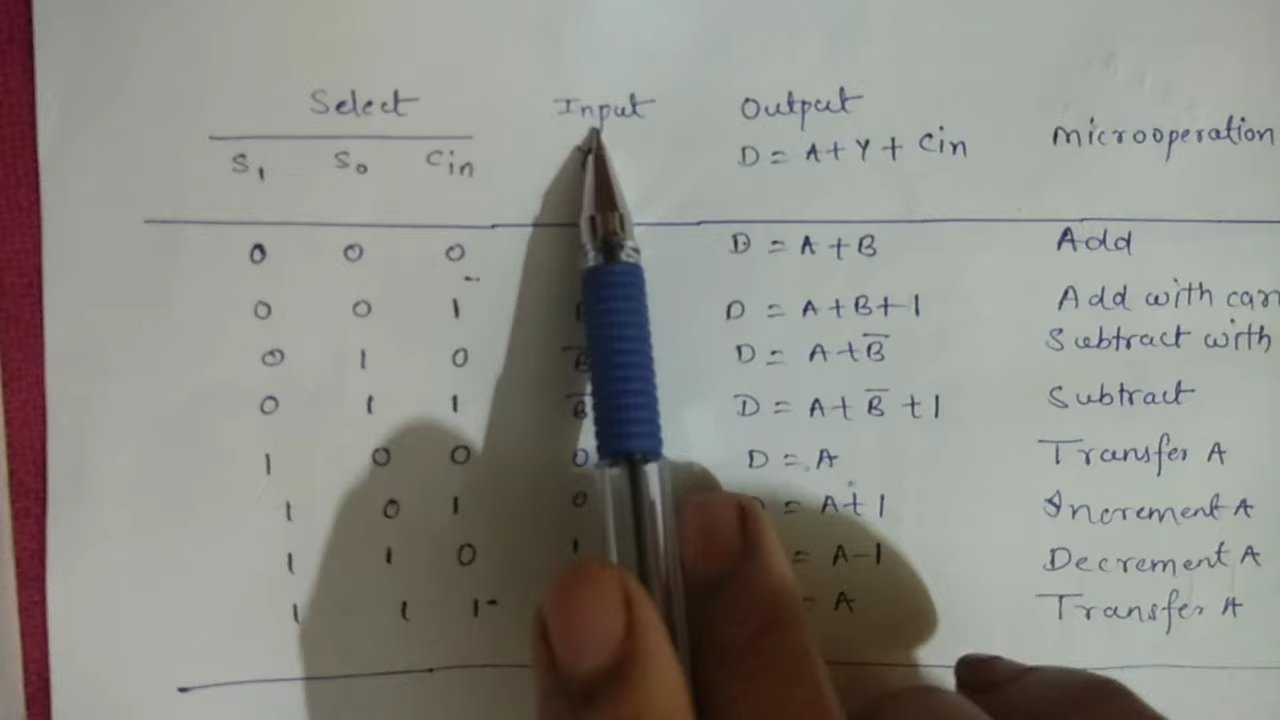 Select Input Output microoperation
S1 S0 Cin D = A + Y + Cin
0 0 0 D = A + B Add
0 0 1 D = A + B + 1 Add with
0 1 0 B̅ D = A + B̅ Subtract with
0 1 1 B̅ D = A + B̅ + 1 Subtract
1 0 0 0 D = A Transfer A
1 0 1 0 = A + 1 Increment A
1 1 0 1 = A - 1 Decrement A
1 1 1 = A Transfer A